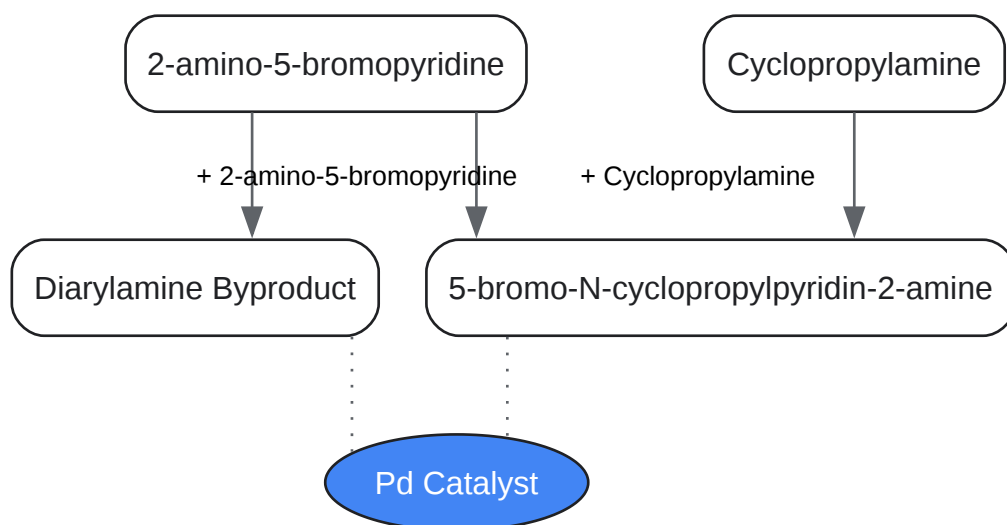 2-amino-5-bromopyridine
Cyclopropylamine
+ 2-amino-5-bromopyridine
+ Cyclopropylamine
Diarylamine Byproduct
5-bromo-N-cyclopropylpyridin-2-amine
Pd Catalyst